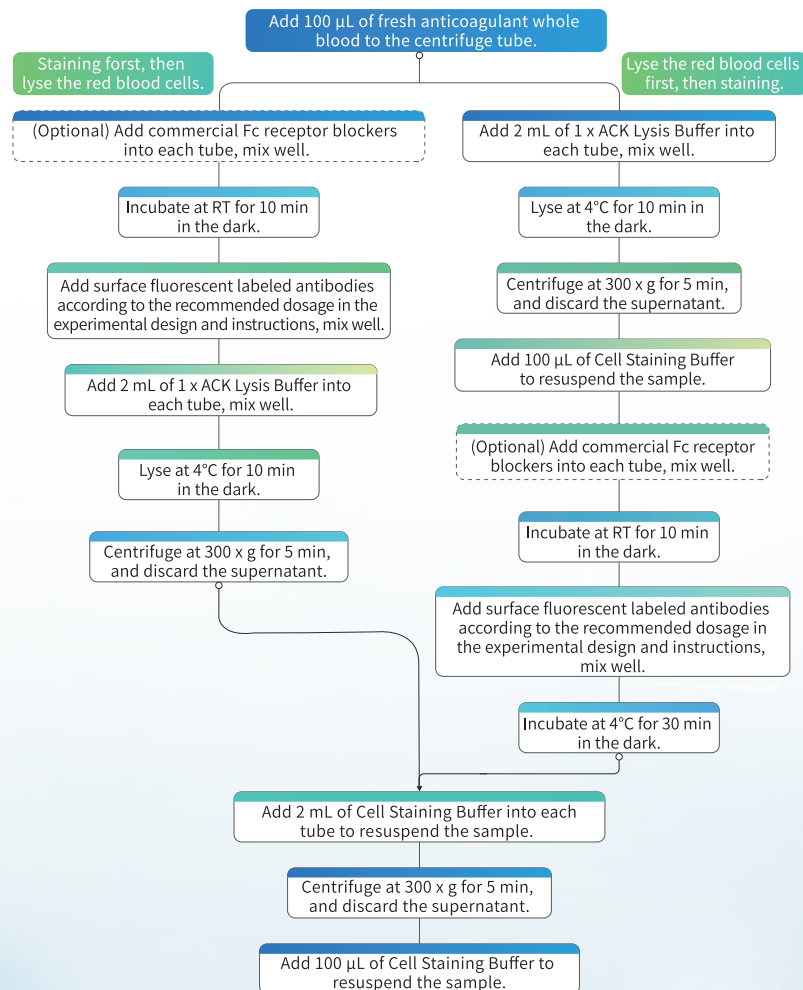 Add 100 µL of fresh anticoagulant whole
blood to the centrifuge tube.
Staining forst, then
lyse the red blood cells.
(Optional) Add commercial Fc receptor blockers
into each tube, mix well.
Incubate at RT for 10 min
in the dark.
Add surface fluorescent labeled antibodies
according to the recommended dosage in the
experimental design and instructions, mix well.
Add 2 mL of 1 x ACK Lysis Buffer into
each tube, mix well.
Lyse at 4°C for 10 min
in the dark.
Centrifuge at 300 x g for 5 min,
and discard the supernatant.
Lyse the red blood cells
first, then staining.
Add 2 mL of 1 x ACK Lysis Buffer into
each tube, mix well.
Lyse at 4°C for 10 min in
the dark.
Centrifuge at 300 x g for 5 min,
and discard the supernatant.
Add 100 µL of Cell Staining Buffer
to resuspend the sample.
(Optional) Add commercial Fc receptor
blockers into each tube, mix well.
Incubate at RT for 10 min
in the dark.
Add surface fluorescent labeled antibodies
according to the recommended dosage in
the experimental design and instructions,
mix well.
Incubate at 4°C for 30 min
in the dark.
Add 2 mL of Cell Staining Buffer into each
tube to resuspend the sample.
Centrifuge at 300 x g for 5 min,
and discard the supernatant.
Add 100 µL of Cell Staining Buffer to
resuspend the sample.